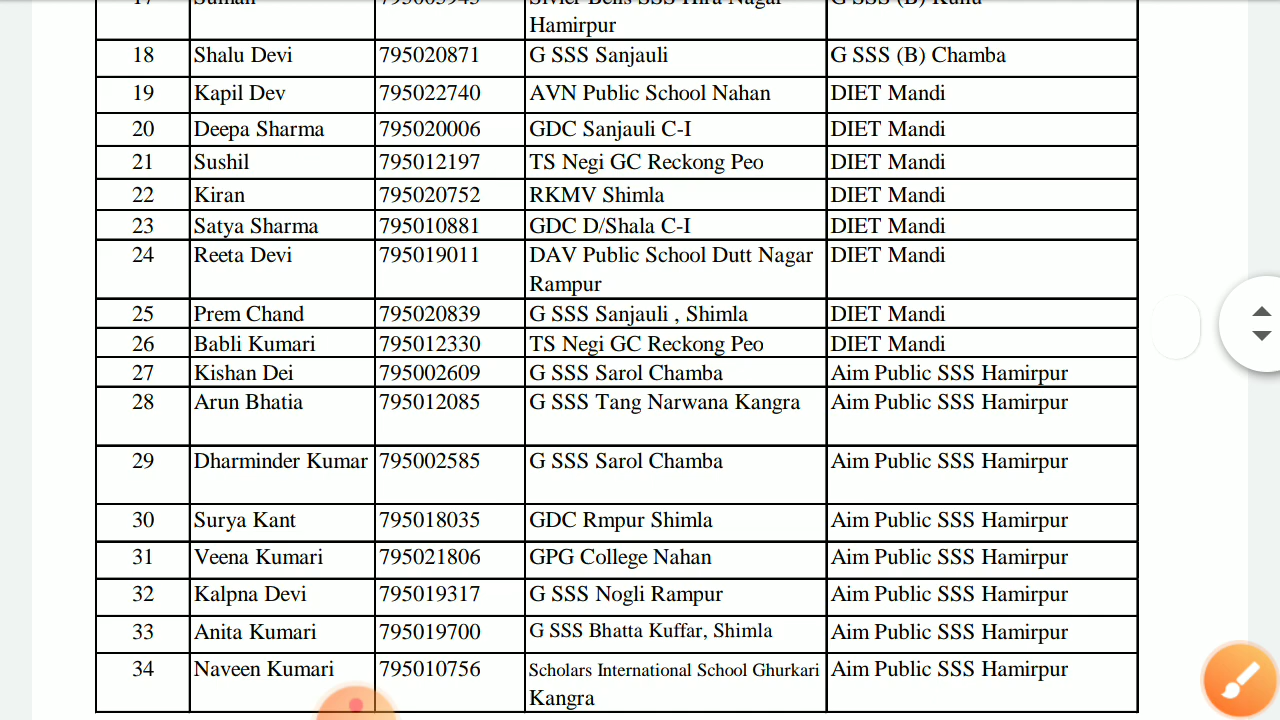 Hamirpur
18 Shalu Devi 795020871 G SSS Sanjauli G SSS (B) Chamba
19 Kapil Dev 795022740 AVN Public School Nahan DIET Mandi
20 Deepa Sharma 795020006 GDC Sanjauli C-I DIET Mandi
21 Sushil 795012197 TS Negi GC Reckong Peo DIET Mandi
22 Kiran 795020752 RKMV Shimla DIET Mandi
23 Satya Sharma 795010881 GDC D/Shala C-I DIET Mandi
24 Reeta Devi 795019011 DAV Public School Dutt Nagar DIET Mandi
Rampur
25 Prem Chand 795020839 G SSS Sanjauli , Shimla DIET Mandi
26 Babli Kumari 795012330 TS Negi GC Reckong Peo DIET Mandi
27 Kishan Dei 795002609 G SSS Sarol Chamba Aim Public SSS Hamirpur
28 Arun Bhatia 795012085 G SSS Tang Narwana Kangra Aim Public SSS Hamirpur
29 Dharminder Kumar 795002585 G SSS Sarol Chamba Aim Public SSS Hamirpur
30 Surya Kant 795018035 GDC Rmpur Shimla Aim Public SSS Hamirpur
31 Veena Kumari 795021806 GPG College Nahan Aim Public SSS Hamirpur
32 Kalpna Devi 795019317 G SSS Nogli Rampur Aim Public SSS Hamirpur
33 Anita Kumari 795019700 G SSS Bhatta Kuffar, Shimla Aim Public SSS Hamirpur
34 Naveen Kumari 795010756 Scholars International School Ghurkari Aim Public SSS Hamirpur
Kangra